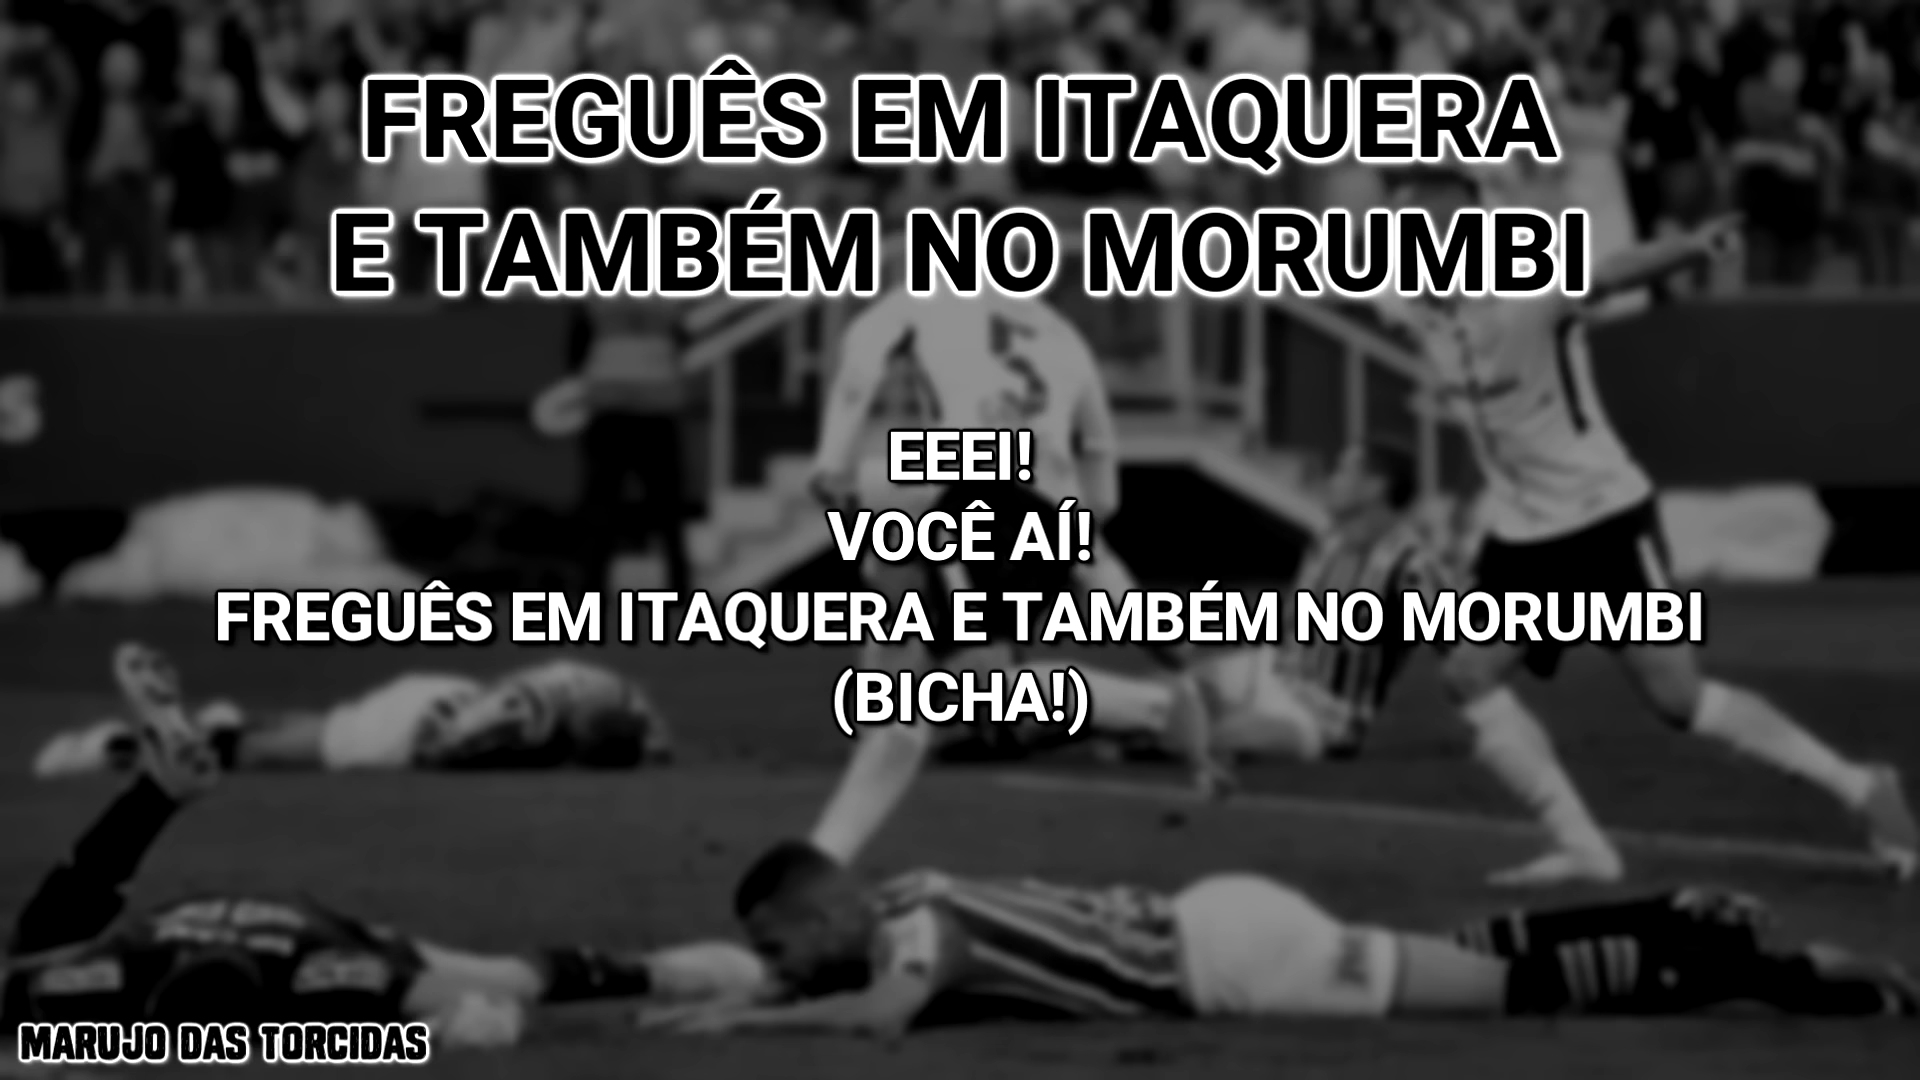 FREGUÊS EM ITAQUERA
E TAMBÉM NO MORUMBI
5
S
EEEI!
VOCÊ AÍ!
FREGUÊS EM ITAQUERA E TAMBÉM NO MORUMBI
(BICHA!)
MARUJO DAS TORCIDAS